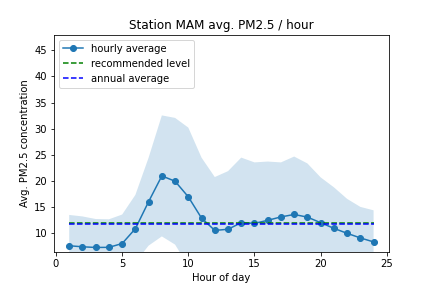 Station MAM avg. PM2.5 / hour
hourly average
recommended level
annual average
Avg. PM2.5 concentration
45
40
35
30
25
20
15
10
0 5 10 15 20 25
Hour of day